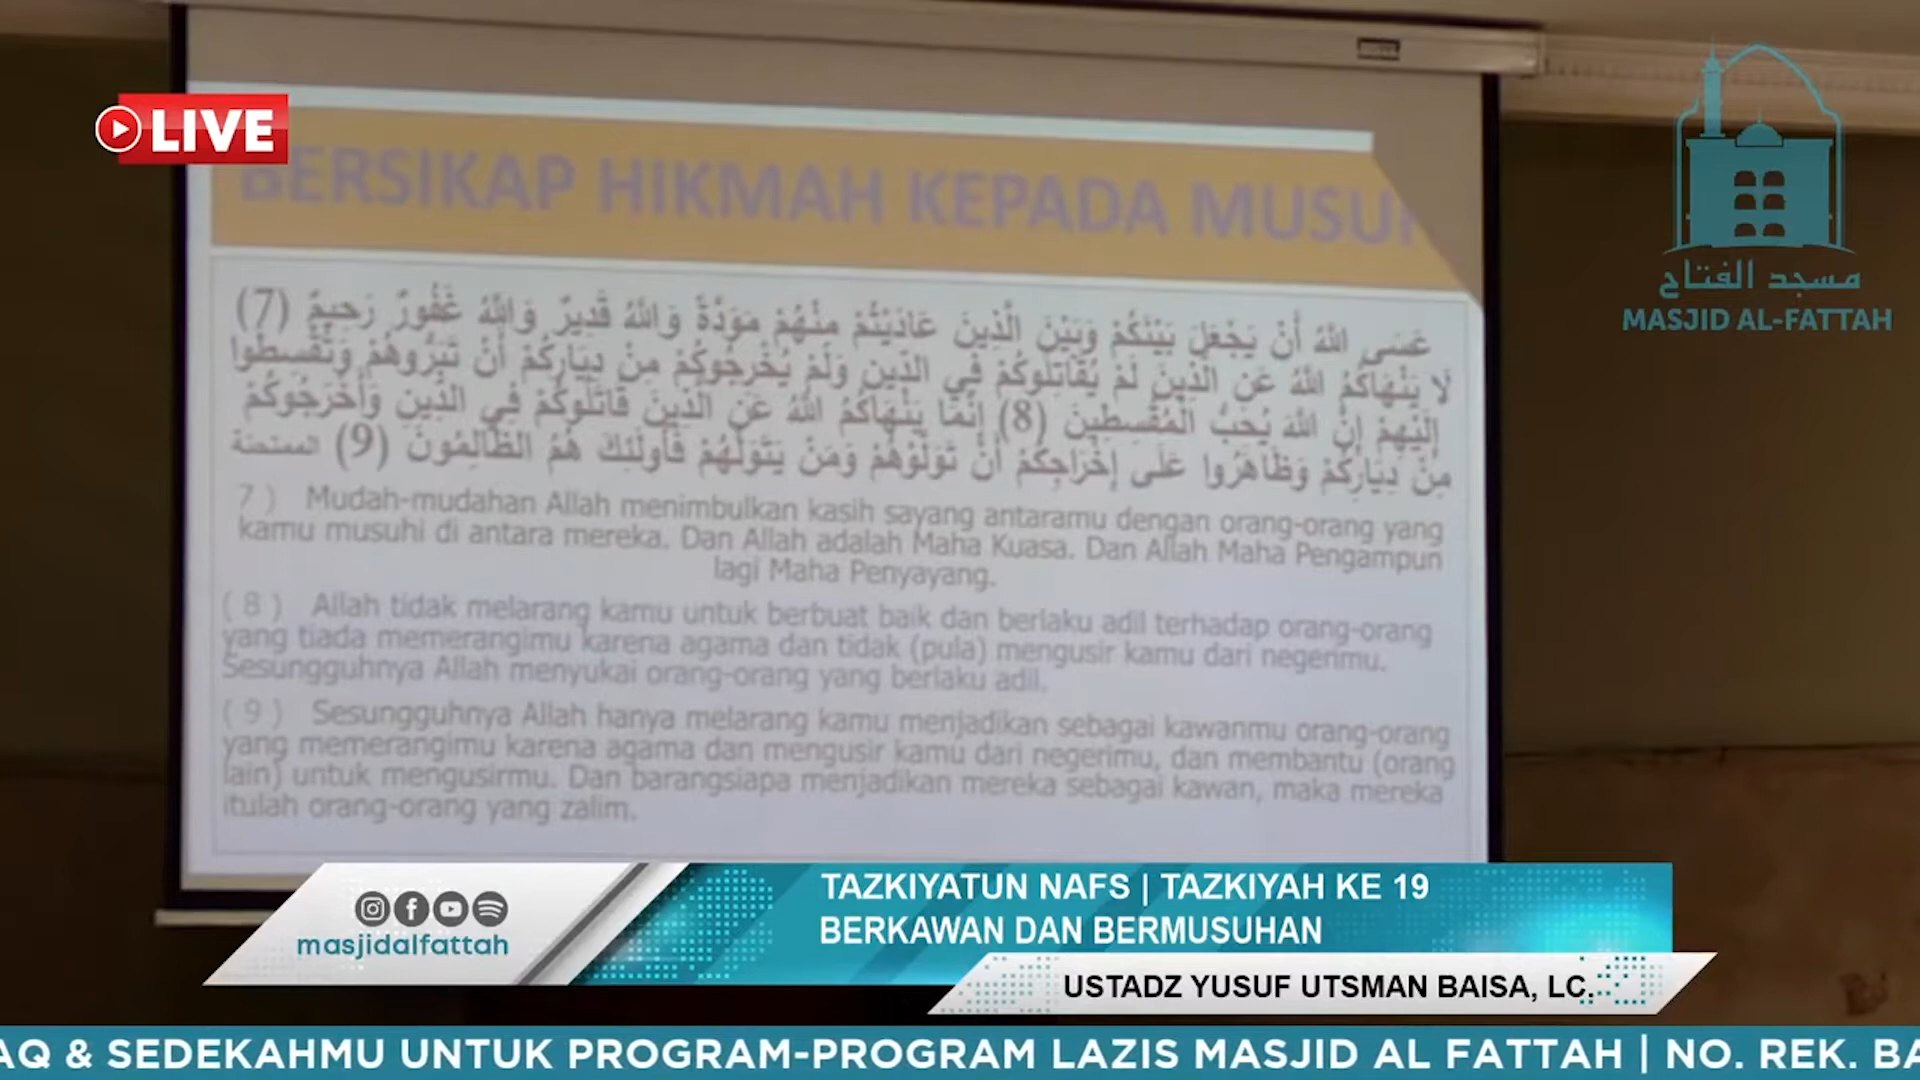 LIVE
BERSIKAP HIKMAH KEPADA MUSUH
عَسَى اللَّهُ أَنْ يَجْعَلَ بَيْنَكُمْ وَبَيْنَ الَّذِينَ عَادَيْتُمْ مِنْهُمْ مَوَدَّةً وَاللَّهُ قَدِيرٌ وَاللَّهُ غَفُورٌ رَحِيمٌ (7)
لَا يَنْهَاكُمُ اللَّهُ عَنِ الَّذِينَ لَمْ يُقَاتِلُوكُمْ فِي الدِّينِ وَلَمْ يُخْرِجُوكُمْ مِنْ دِيَارِكُمْ أَنْ تَبَرُّوهُمْ وَتُقْسِطُوا
إِلَيْهِمْ إِنَّ اللَّهَ يُحِبُّ الْمُقْسِطِينَ (8) إِنَّمَا يَنْهَاكُمُ اللَّهُ عَنِ الَّذِينَ قَاتَلُوكُمْ فِي الدِّينِ وَأَخْرَجُوكُمْ
مِنْ دِيَارِكُمْ وَظَاهَرُوا عَلَى إِخْرَاجِكُمْ أَنْ تَوَلَّوْهُمْ وَمَنْ يَتَوَلَّهُمْ فَأُولَئِكَ هُمُ الظَّالِمُونَ (9) الممتحنة
7 ) Mudah-mudahan Allah menimbulkan kasih sayang antaramu dengan orang-orang yang
kamu musuhi di antara mereka. Dan Allah adalah Maha Kuasa. Dan Allah Maha Pengampun
lagi Maha Penyayang.
( 8 ) Allah tidak melarang kamu untuk berbuat baik dan berlaku adil terhadap orang-orang
yang tiada memerangimu karena agama dan tidak (pula) mengusir kamu dari negerimu.
Sesungguhnya Allah menyukai orang-orang yang berlaku adil.
( 9 ) Sesungguhnya Allah hanya melarang kamu menjadikan sebagai kawanmu orang-orang
yang memerangimu karena agama dan mengusir kamu dari negerimu, dan membantu (orang
lain) untuk mengusirmu. Dan barangsiapa menjadikan mereka sebagai kawan, maka mereka
itulah orang-orang yang zalim.
مسجد الفتاح
MASJID AL-FATTAH
masjidalfattah
TAZKIYATUN NAFS | TAZKIYAH KE 19
BERKAWAN DAN BERMUSUHAN
USTADZ YUSUF UTSMAN BAISA, LC.
AQ & SEDEKAHMU UNTUK PROGRAM-PROGRAM LAZIS MASJID AL FATTAH | NO. REK. BA